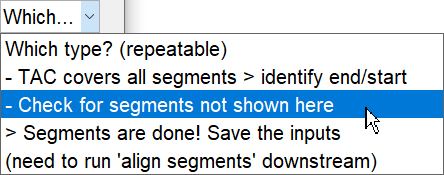 Which...
Which type? (repeatable)
- TAC covers all segments > identify end/start
- Check for segments not shown here
> Segments are done! Save the inputs
(need to run 'align segments' downstream)